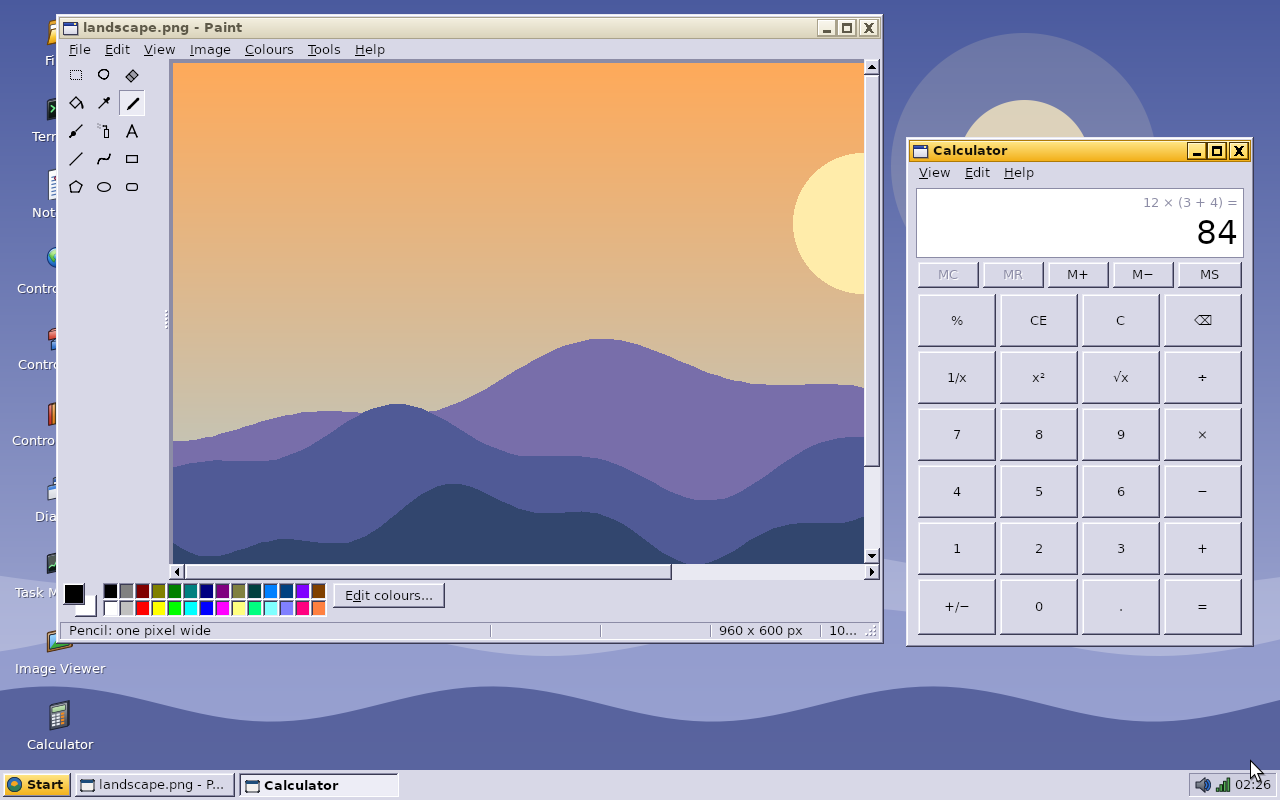 landscape.png - Paint
File Edit View Image Colours Tools Help
A
Edit colours...
Pencil: one pixel wide
960 x 600 px
10...
Calculator
View Edit Help
12 × (3 + 4) =
84
MC MR M+ M− MS
% CE C ⌫
1/x x² √x ÷
7 8 9 ×
4 5 6 −
1 2 3 +
+/− 0 . =
Image Viewer
Calculator
Start
landscape.png - P...
Calculator
02:26